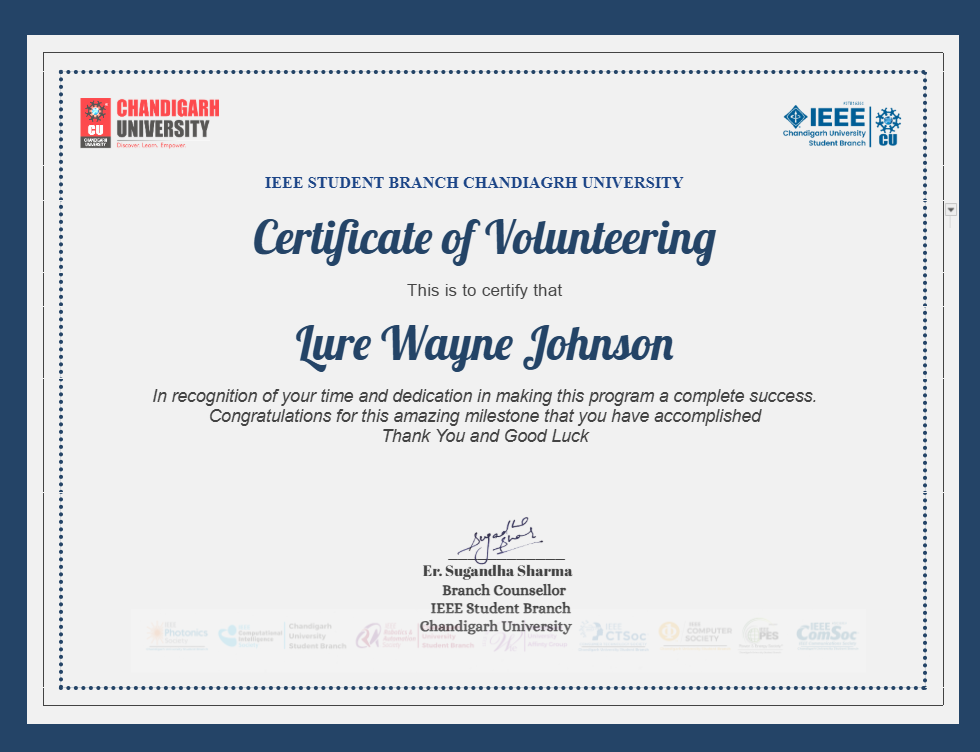 CHANDIGARH
UNIVERSITY
Discover. Learn. Empower.
CU
CHANDIGARH
UNIVERSITY
IEEE
Chandigarh University
Student Branch
CU
IEEE STUDENT BRANCH CHANDIAGRH UNIVERSITY
Certificate of Volunteering
This is to certify that
Lure Wayne Johnson
In recognition of your time and dedication in making this program a complete success.
Congratulations for this amazing milestone that you have accomplished
Thank You and Good Luck
Sugandha
Er. Sugandha Sharma
Branch Counsellor
IEEE Student Branch
Chandigarh University
IEEE
Photonics
Society
IEEE
Computational
Intelligence
Society
Chandigarh
University
Student Branch
IEEE
Robotics &
Automation
Society
University
Student Branch
IEEE
CTSoc
IEEE
COMPUTER
SOCIETY
PES
IEEE
ComSoc